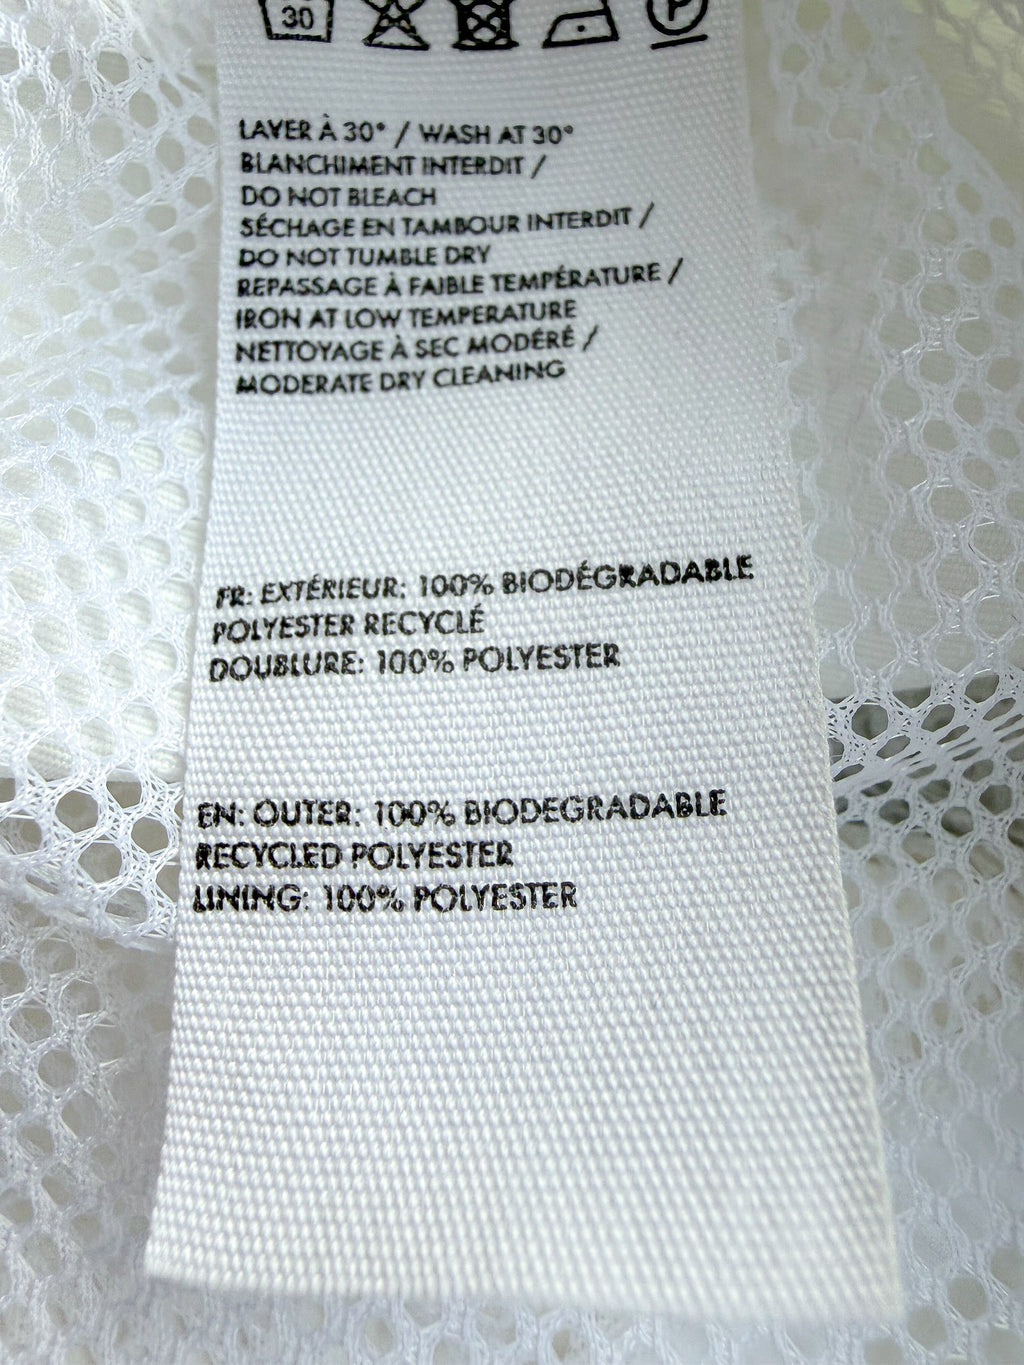 30
P
LAVER À 30° / WASH AT 30°
BLANCHIMENT INTERDIT /
DO NOT BLEACH
SÉCHAGE EN TAMBOUR INTERDIT /
DO NOT TUMBLE DRY
REPASSAGE À FAIBLE TEMPÉRATURE /
IRON AT LOW TEMPERATURE
NETTOYAGE À SEC MODÉRÉ /
MODERATE DRY CLEANING
FR: EXTÉRIEUR: 100% BIODÉGRADABLE
POLYESTER RECYCLÉ
DOUBLURE: 100% POLYESTER
EN: OUTER: 100% BIODEGRADABLE
RECYCLED POLYESTER
LINING: 100% POLYESTER